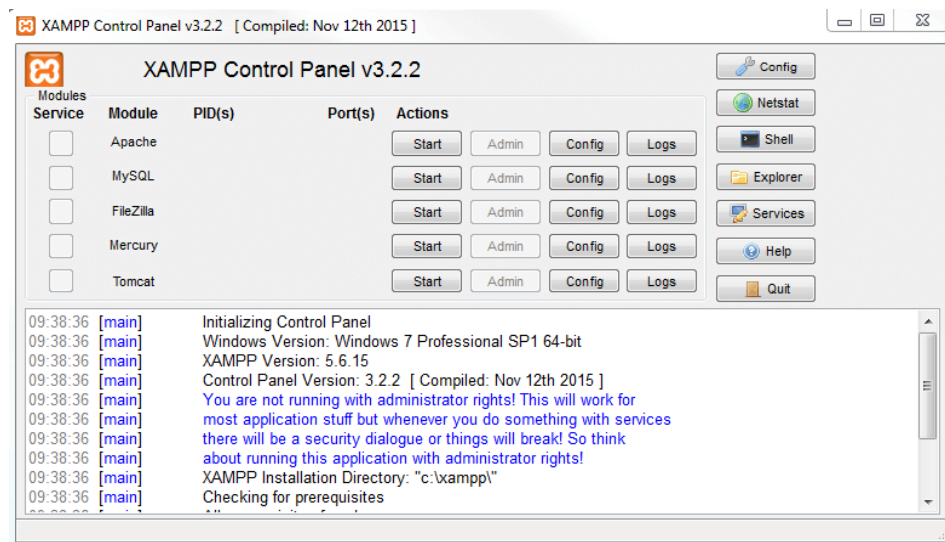 XAMPP Control Panel v3.2.2 [ Compiled: Nov 12th 2015 ]
XAMPP Control Panel v3.2.2
Config
Modules
Service Module PID(s) Port(s) Actions
Netstat
Apache Start Admin Config Logs
Shell
MySQL Start Admin Config Logs
Explorer
FileZilla Start Admin Config Logs
Services
Mercury Start Admin Config Logs
Help
Tomcat Start Admin Config Logs
Quit
09:38:36 [main] Initializing Control Panel
09:38:36 [main] Windows Version: Windows 7 Professional SP1 64-bit
09:38:36 [main] XAMPP Version: 5.6.15
09:38:36 [main] Control Panel Version: 3.2.2 [ Compiled: Nov 12th 2015 ]
09:38:36 [main] You are not running with administrator rights! This will work for
09:38:36 [main] most application stuff but whenever you do something with services
09:38:36 [main] there will be a security dialogue or things will break! So think
09:38:36 [main] about running this application with administrator rights!
09:38:36 [main] XAMPP Installation Directory: "c:\xampp\"
09:38:36 [main] Checking for prerequisites